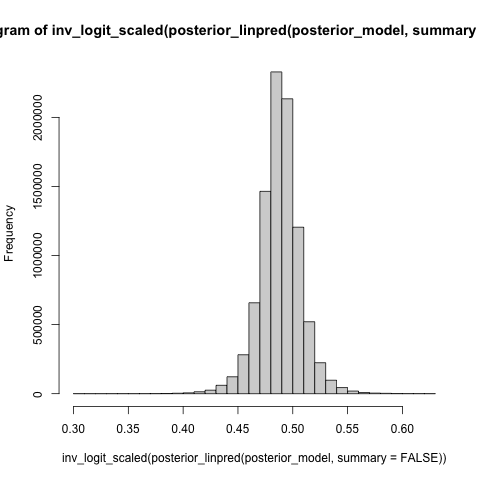 gram of inv_logit_scaled(posterior_linpred(posterior_model, summary
Frequency
2000000
1500000
1000000
500000
0
0.30 0.35 0.40 0.45 0.50 0.55 0.60
inv_logit_scaled(posterior_linpred(posterior_model, summary = FALSE))